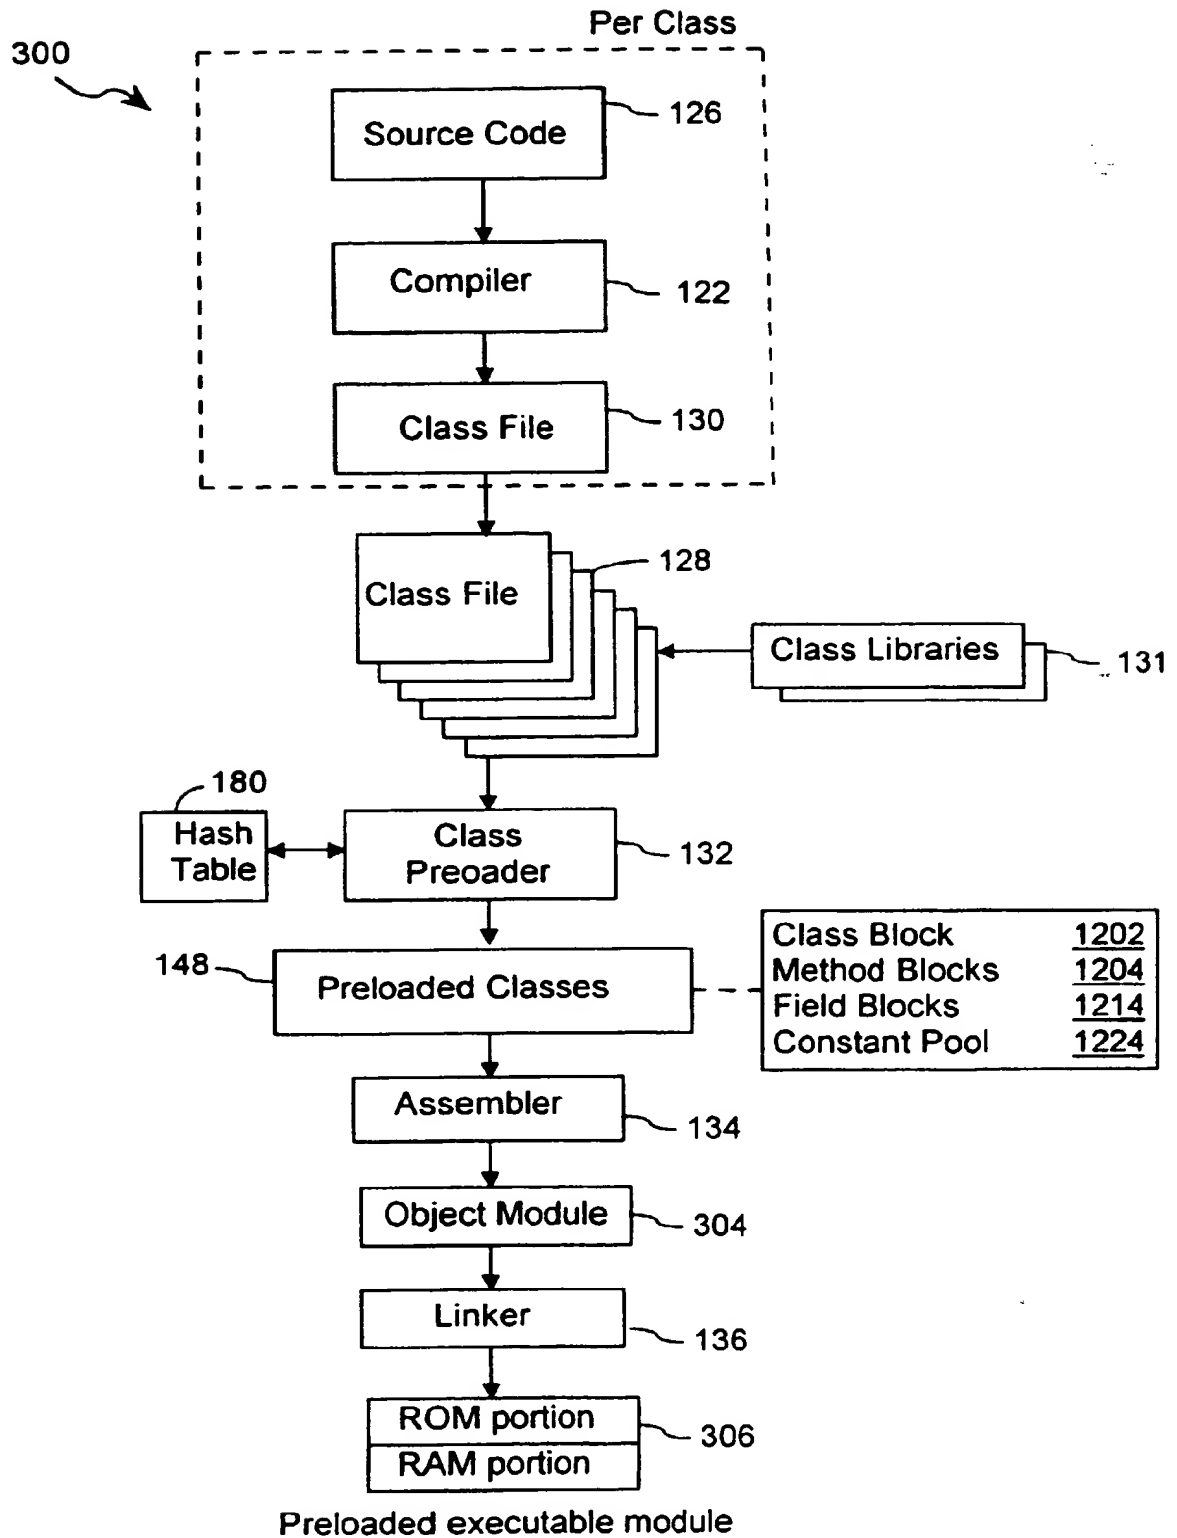 Per Class
300
Source Code
126
Compiler
122
Class File
130
Class File
128
Class Libraries
131
180
Hash
Table
Class
Preoader
132
148
Preloaded Classes
Class Block 1202
Method Blocks 1204
Field Blocks 1214
Constant Pool 1224
Assembler
134
Object Module
304
Linker
136
ROM portion
306
RAM portion
Preloaded executable module